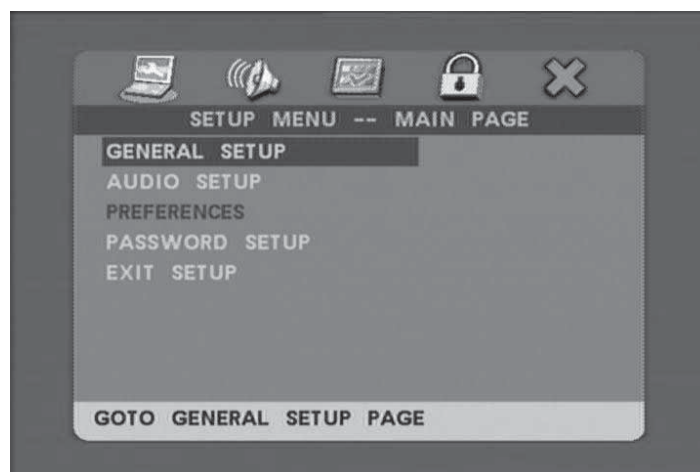 SETUP MENU -- MAIN PAGE
GENERAL SETUP
AUDIO SETUP
PREFERENCES
PASSWORD SETUP
EXIT SETUP
GOTO GENERAL SETUP PAGE